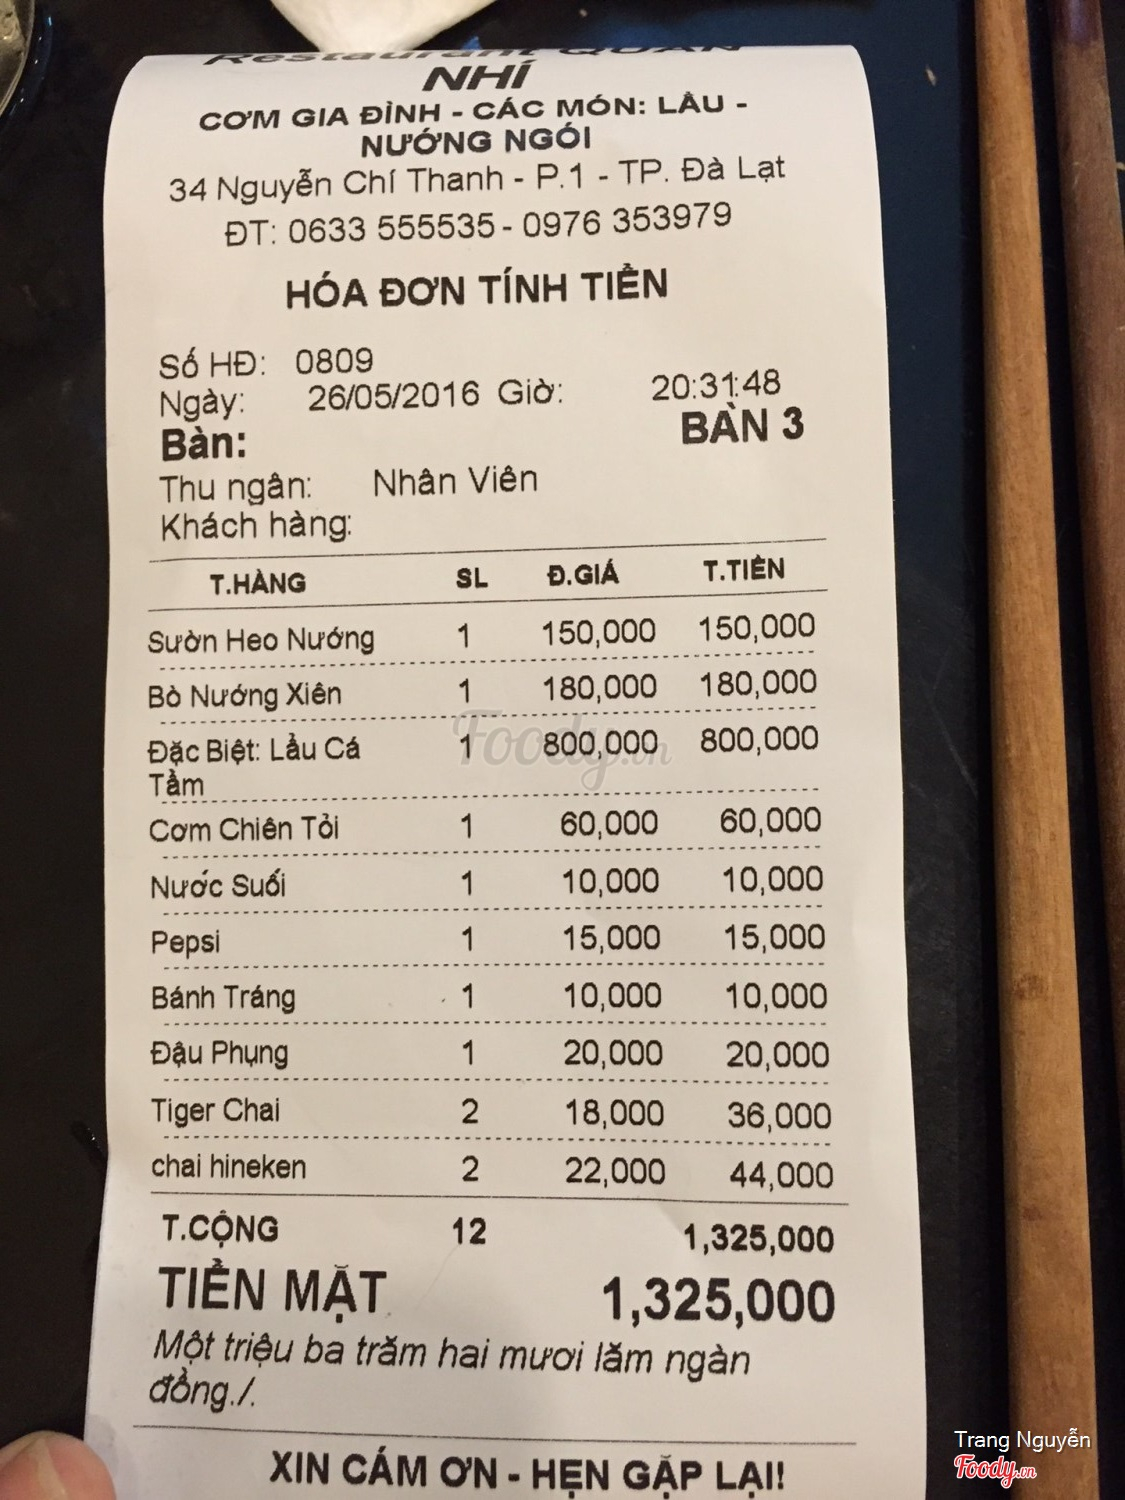 Restaurant QUÁN
NHÍ
CƠM GIA ĐÌNH - CÁC MÓN: LẨU -
NƯỚNG NGÓI
34 Nguyễn Chí Thanh - P.1 - TP. Đà Lạt
ĐT: 0633 555535 - 0976 353979
HÓA ĐƠN TÍNH TIỀN
Số HĐ: 0809
Ngày: 26/05/2016 Giờ: 20:31:48
Bàn: BÀN 3
Thu ngân: Nhân Viên
Khách hàng:
T.HÀNG SL Đ.GIÁ T.TIỀN
Sườn Heo Nướng 1 150,000 150,000
Bò Nướng Xiên 1 180,000 180,000
Đặc Biệt: Lẩu Cá 1 800,000 800,000
Tầm
Cơm Chiên Tỏi 1 60,000 60,000
Nước Suối 1 10,000 10,000
Pepsi 1 15,000 15,000
Bánh Tráng 1 10,000 10,000
Đậu Phụng 1 20,000 20,000
Tiger Chai 2 18,000 36,000
chai hineken 2 22,000 44,000
T.CỘNG 12 1,325,000
TIỀN MẶT 1,325,000
Một triệu ba trăm hai mươi lăm ngàn
đồng./.
XIN CÁM ƠN - HẸN GẶP LẠI!
Foody.vn
Trang Nguyễn
Foody.vn